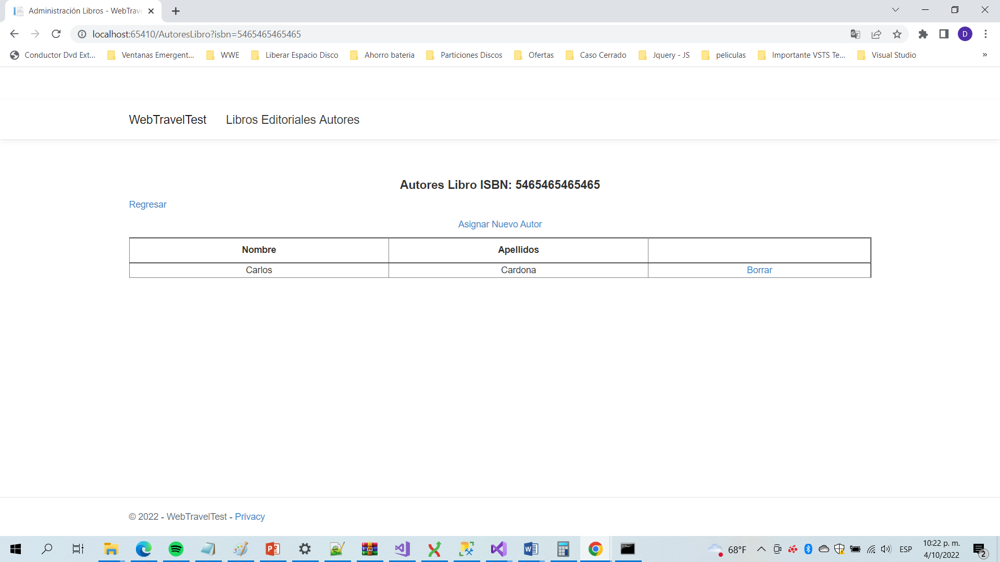 Administración Libros - WebTrav
localhost:65410/AutoresLibro?isbn=5465465465465
D
Conductor Dvd Ext... Ventanas Emergent... WWE Liberar Espacio Disco Ahorro bateria Particiones Discos Ofertas Caso Cerrado Jquery - JS peliculas Importante VSTS Te... Visual Studio »
WebTravelTest Libros Editoriales Autores
Autores Libro ISBN: 5465465465465
Regresar
Asignar Nuevo Autor
Nombre Apellidos
Carlos Cardona Borrar
© 2022 - WebTravelTest - Privacy
68°F ESP 10:22 p. m.
4/10/2022
2